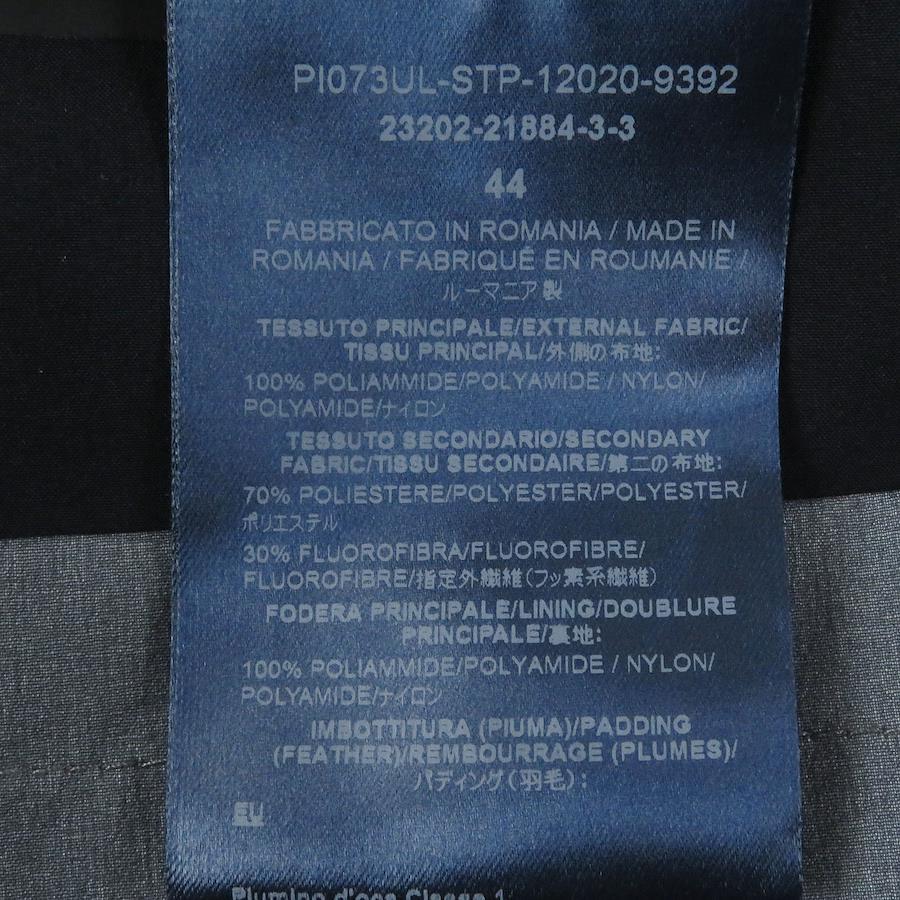 PI073UL-STP-12020-9392
23202-21884-3-3
44
FABBRICATO IN ROMANIA / MADE IN
ROMANIA / FABRIQUÉ EN ROUMANIE /
ルーマニア製
TESSUTO PRINCIPALE/EXTERNAL FABRIC/
TISSU PRINCIPAL/外側の布地:
100% POLIAMMIDE/POLYAMIDE / NYLON/
POLYAMIDE/ナイロン
TESSUTO SECONDARIO/SECONDARY
FABRIC/TISSU SECONDAIRE/第二の布地:
70% POLIESTERE/POLYESTER/POLYESTER/
ポリエステル
30% FLUOROFIBRA/FLUOROFIBRE/
FLUOROFIBRE/指定外繊維(フッ素系繊維)
FODERA PRINCIPALE/LINING/DOUBLURE
PRINCIPALE/裏地:
100% POLIAMMIDE/POLYAMIDE / NYLON/
POLYAMIDE/ナイロン
IMBOTTITURA (PIUMA)/PADDING
(FEATHER)/REMBOURRAGE (PLUMES)/
パディング(羽毛):
EU
Piumino d'oca Classe 1